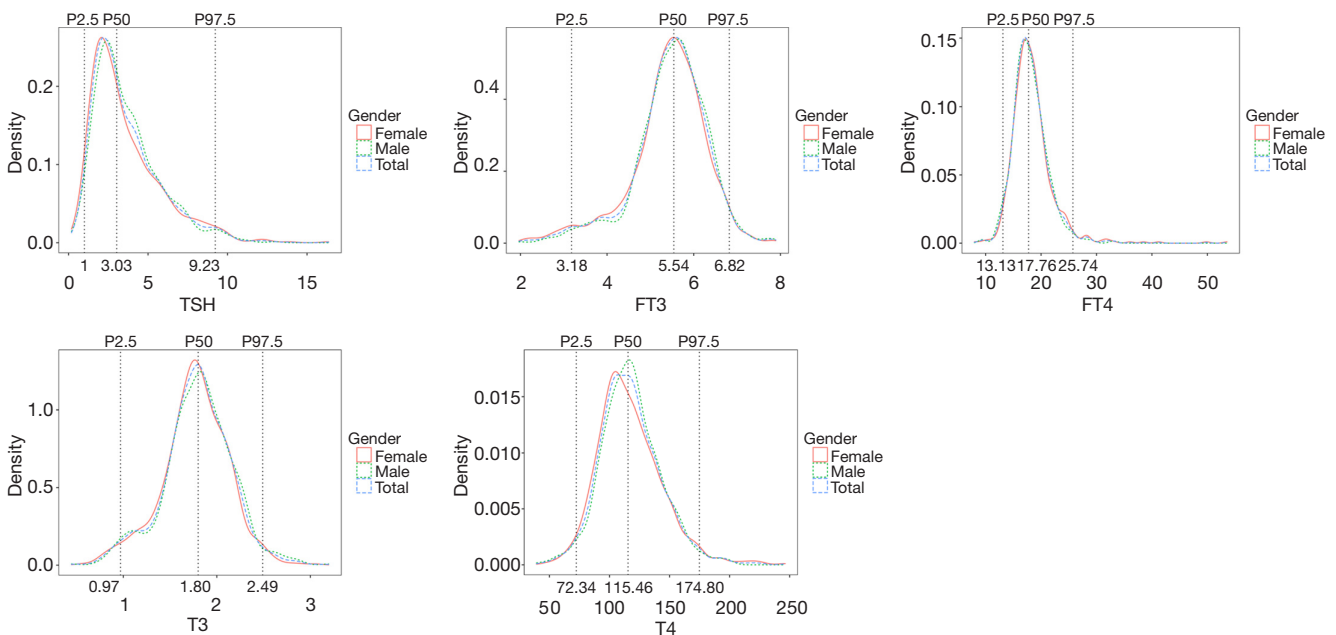 P2.5 P50 P97.5
0.2
0.1
0.0
Density
1 3.03 9.23
0 5 10 15
TSH
Gender
Female
Male
Total
P2.5 P50 P97.5
0.4
0.2
0.0
Density
3.18 5.54 6.82
2 4 6 8
FT3
Gender
Female
Male
Total
P2.5 P50 P97.5
0.15
0.10
0.05
0.00
Density
13.13 17.76 25.74
10 20 30 40 50
FT4
Gender
Female
Male
Total
P2.5 P50 P97.5
1.0
0.5
0.0
Density
0.97 1.80 2.49
1 2 3
T3
Gender
Female
Male
Total
P2.5 P50 P97.5
0.015
0.010
0.005
0.000
Density
72.34 115.46 174.80
50 100 150 200 250
T4
Gender
Female
Male
Total